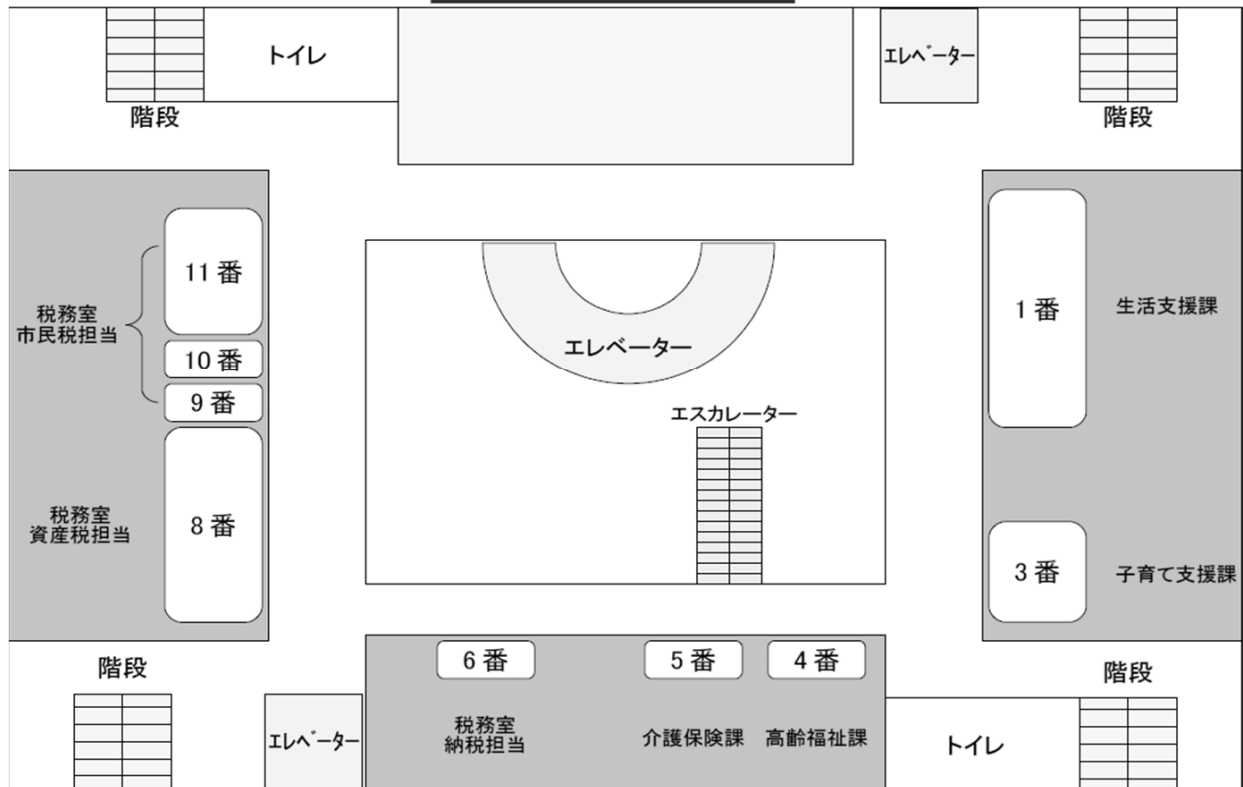 トイレ
エレベーター
階段
階段
11番
税務室
市民税担当
10番
9番
税務室
資産税担当
8番
エレベーター
エスカレーター
1番
生活支援課
3番
子育て支援課
階段
エレベーター
6番
税務室
納税担当
5番
介護保険課
4番
高齢福祉課
トイレ
階段